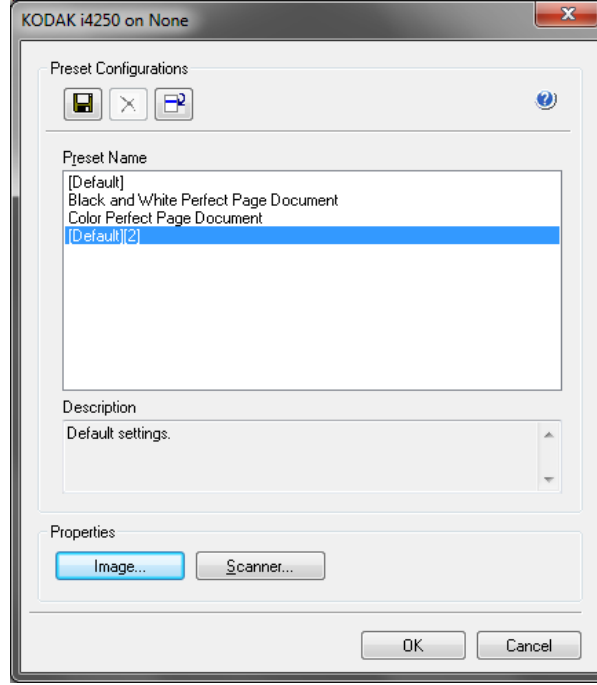 KODAK i4250 on None
Preset Configurations
Preset Name
[Default]
Black and White Perfect Page Document
Color Perfect Page Document
[Default][2]
Description
Default settings.
Properties
Image...
Scanner...
OK
Cancel